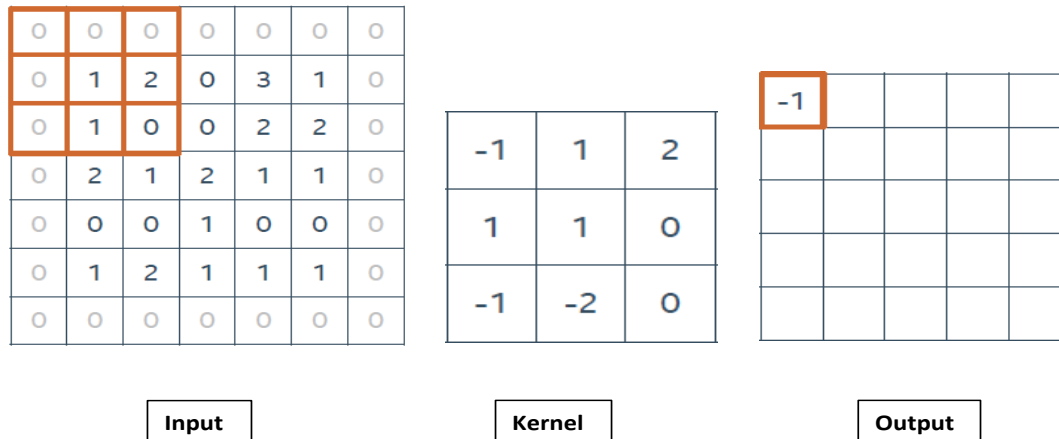 0 0 0 0 0 0 0
0 1 2 0 3 1 0
0 1 0 0 2 2 0
0 2 1 2 1 1 0
0 0 0 1 0 0 0
0 1 2 1 1 1 0
0 0 0 0 0 0 0
Input
-1 1 2
1 1 0
-1 -2 0
Kernel
-1
Output